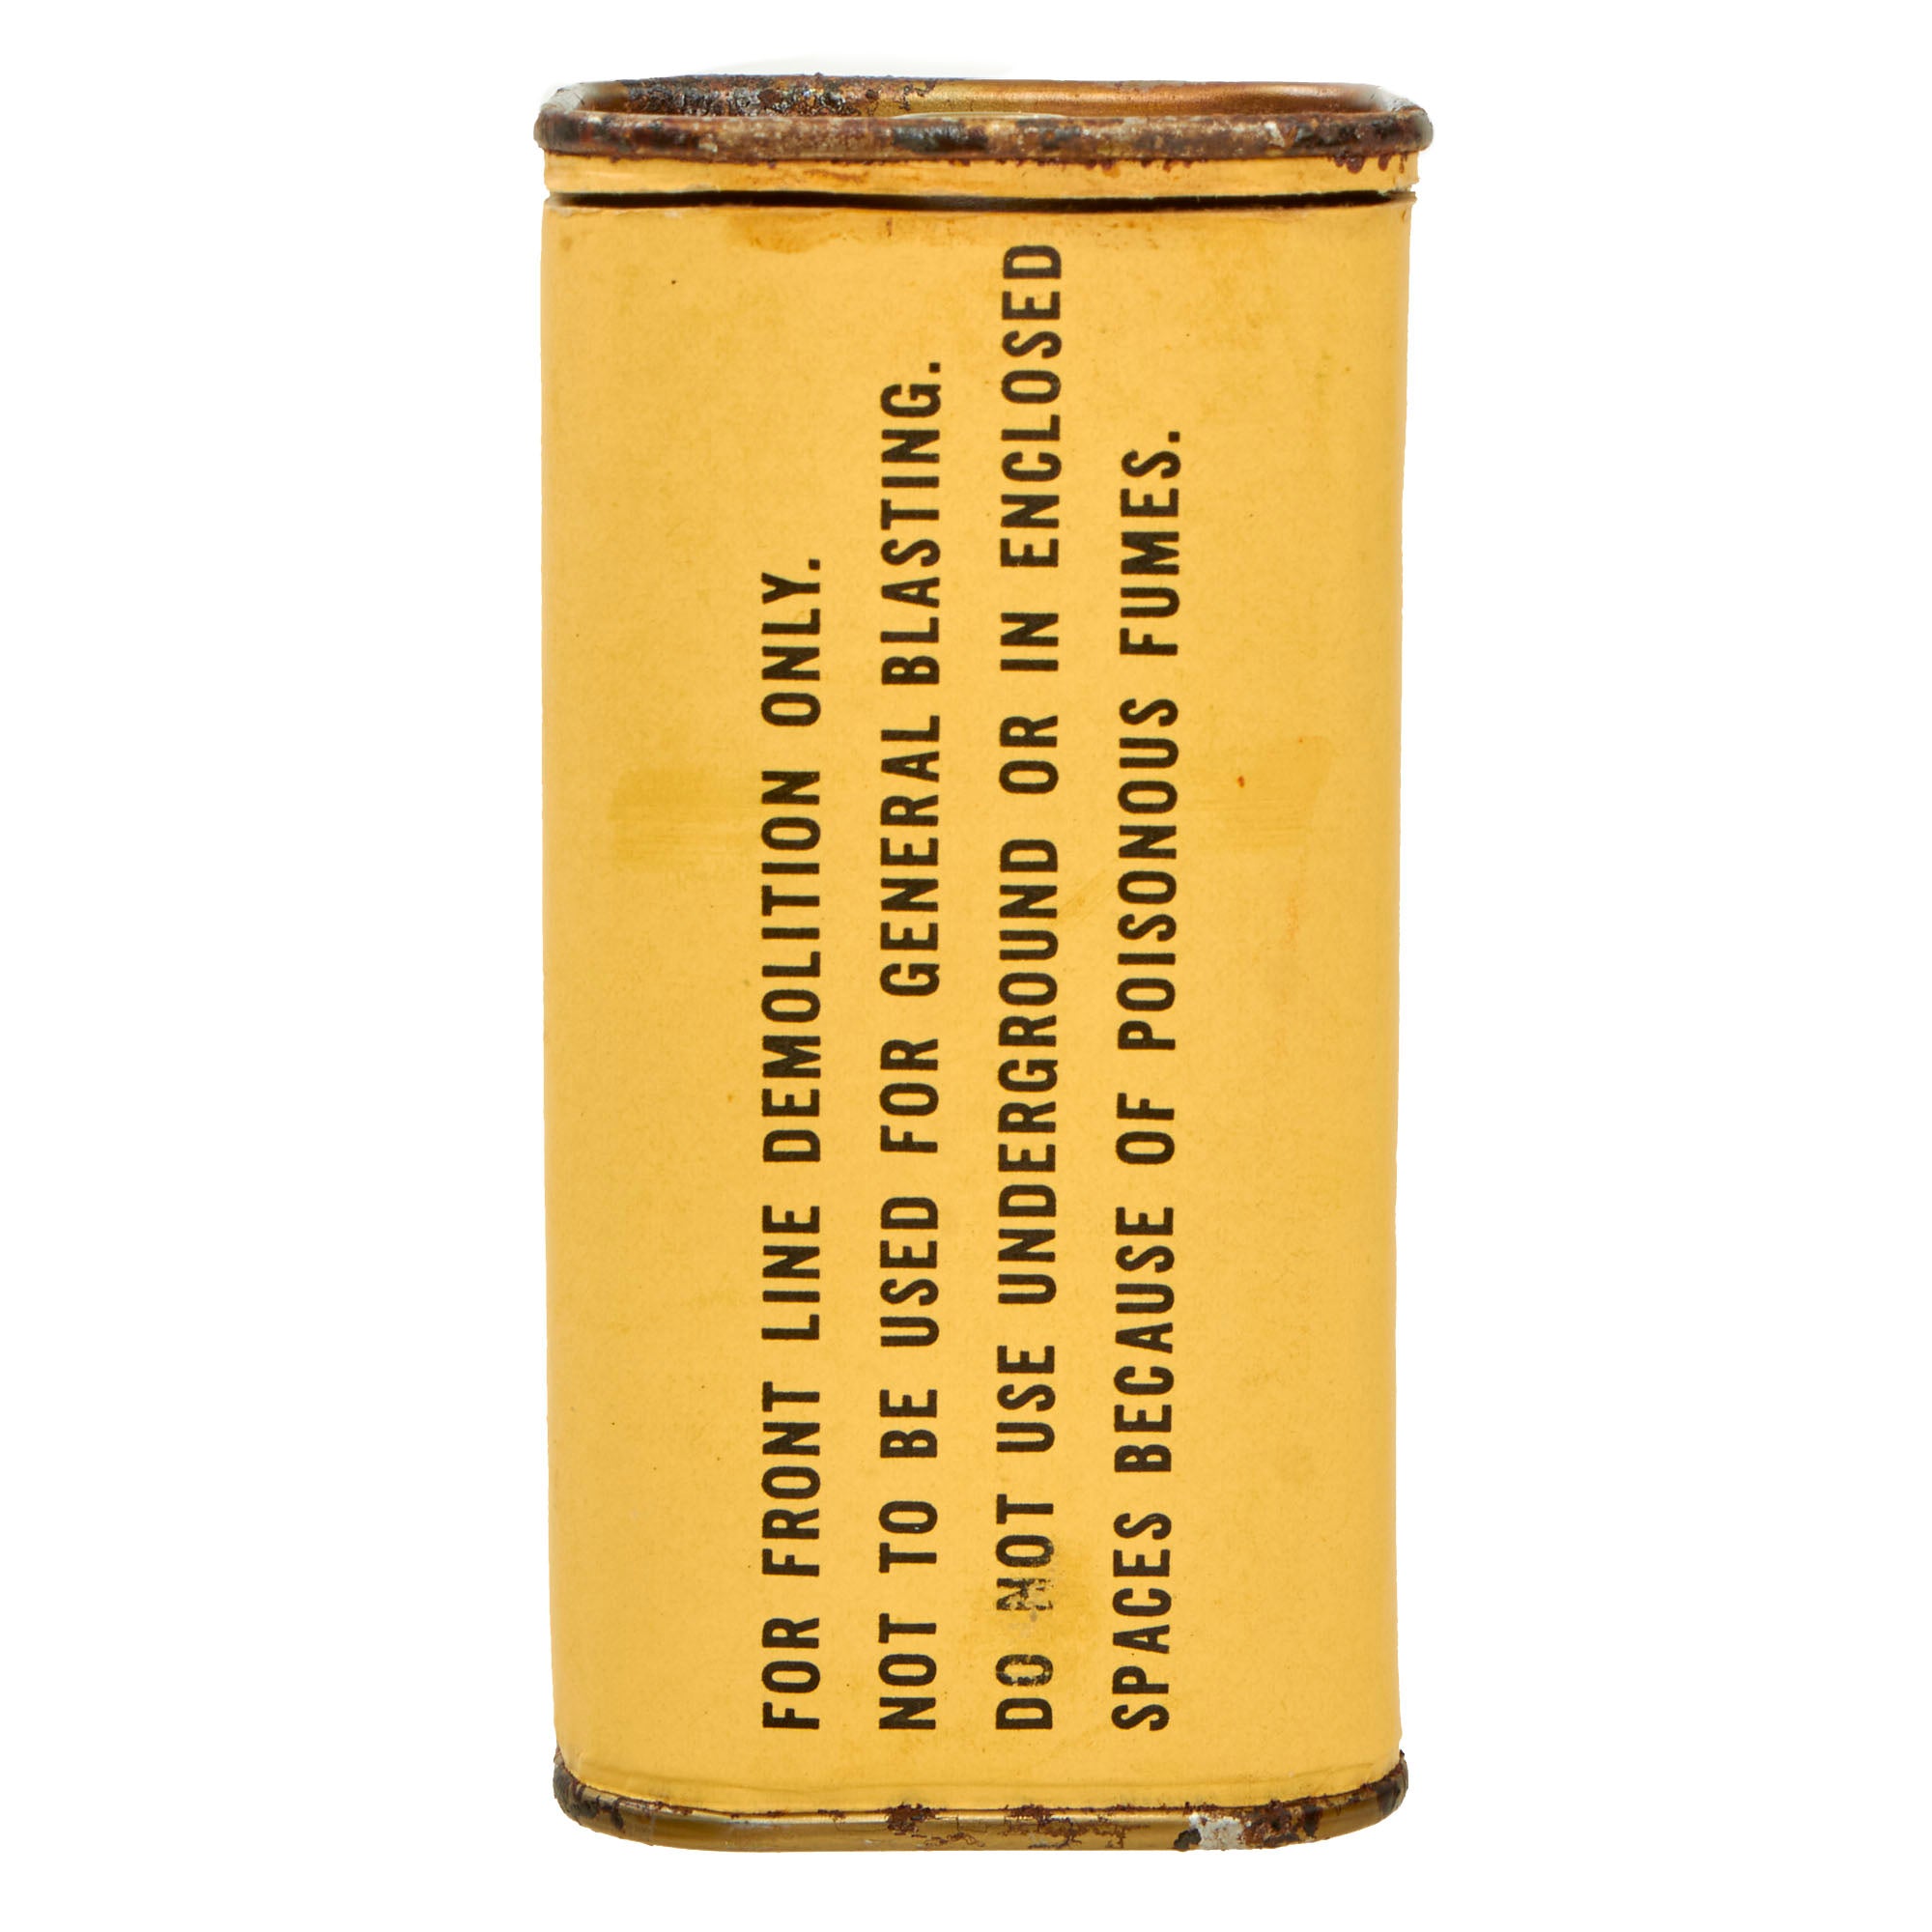 FOR FRONT LINE DEMOLITION ONLY.
NOT TO BE USED FOR GENERAL BLASTING.
DO NOT USE UNDERGROUND OR IN ENCLOSED
SPACES BECAUSE OF POISONOUS FUMES.